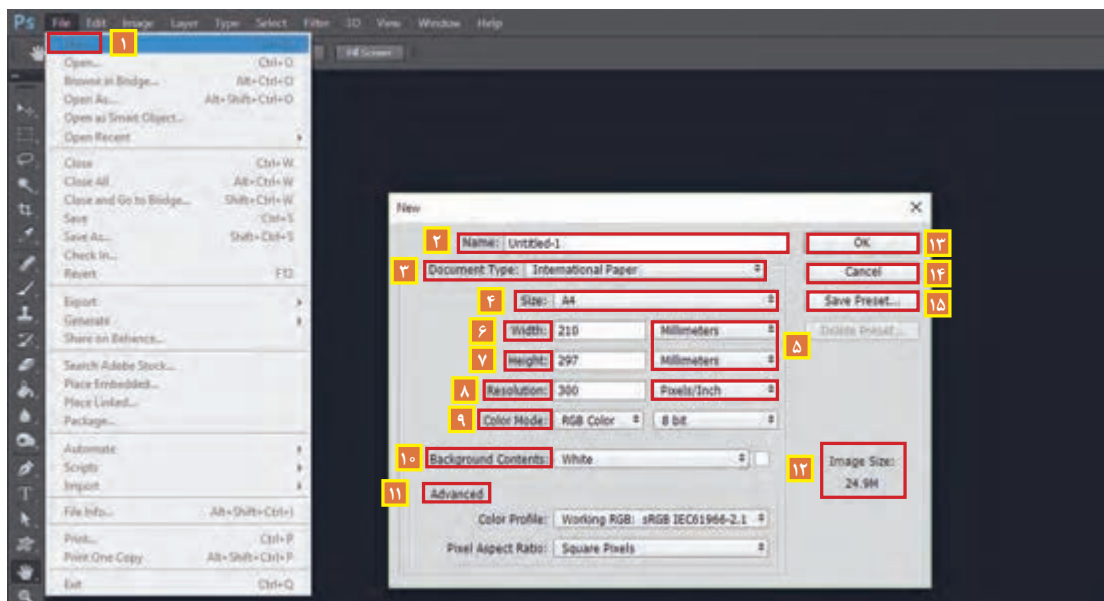 Ps File Edit Image Layer Type Select Filter 3D View Window Help
۱
Fill Screen
Open... Ctrl+O
Browse in Bridge... Alt+Ctrl+O
Open As... Alt+Shift+Ctrl+O
Open as Smart Object...
Open Recent
Close Ctrl+W
Close All Alt+Ctrl+W
Close and Go to Bridge... Shift+Ctrl+W
Save Ctrl+S
Save As... Shift+Ctrl+S
Check In...
Revert F12
Export
Generate
Share on Behance...
Search Adobe Stock...
Place Embedded...
Place Linked...
Package...
Automate
Scripts
Import
File Info... Alt+Shift+Ctrl+I
Print... Ctrl+P
Print One Copy Alt+Shift+Ctrl+P
Exit Ctrl+Q
New
۲ Name: Untitled-1 OK ۱۳
۳ Document Type: International Paper Cancel ۱۴
۴ Size: A4 Save Preset... ۱۵
۶ Width: 210 Millimeters Delete Preset...
۵
۷ Height: 297 Millimeters
۸ Resolution: 300 Pixels/Inch
۹ Color Mode: RGB Color 8 bit
۱۰ Background Contents: White
۱۲ Image Size:
24.9M
۱۱ Advanced
Color Profile: Working RGB: sRGB IEC61966-2.1
Pixel Aspect Ratio: Square Pixels